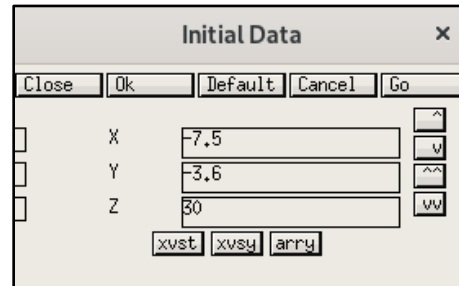 Initial Data ×
Close Ok Default Cancel Go
^
X -7.5 v
Y -3.6 ^^
Z 30 vv
xvst xvsy arry